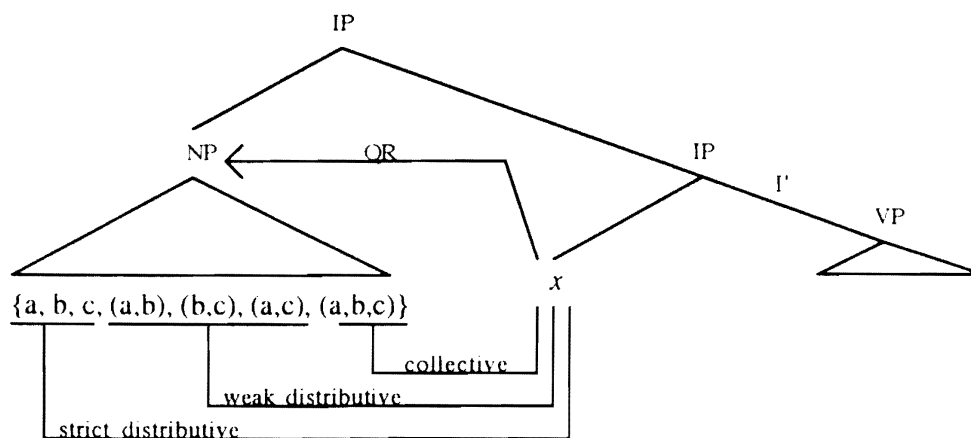 IP
NP QR IP
I'
VP
x
{a, b, c, (a,b), (b,c), (a,c), (a,b,c)}
collective
weak distributive
strict distributive